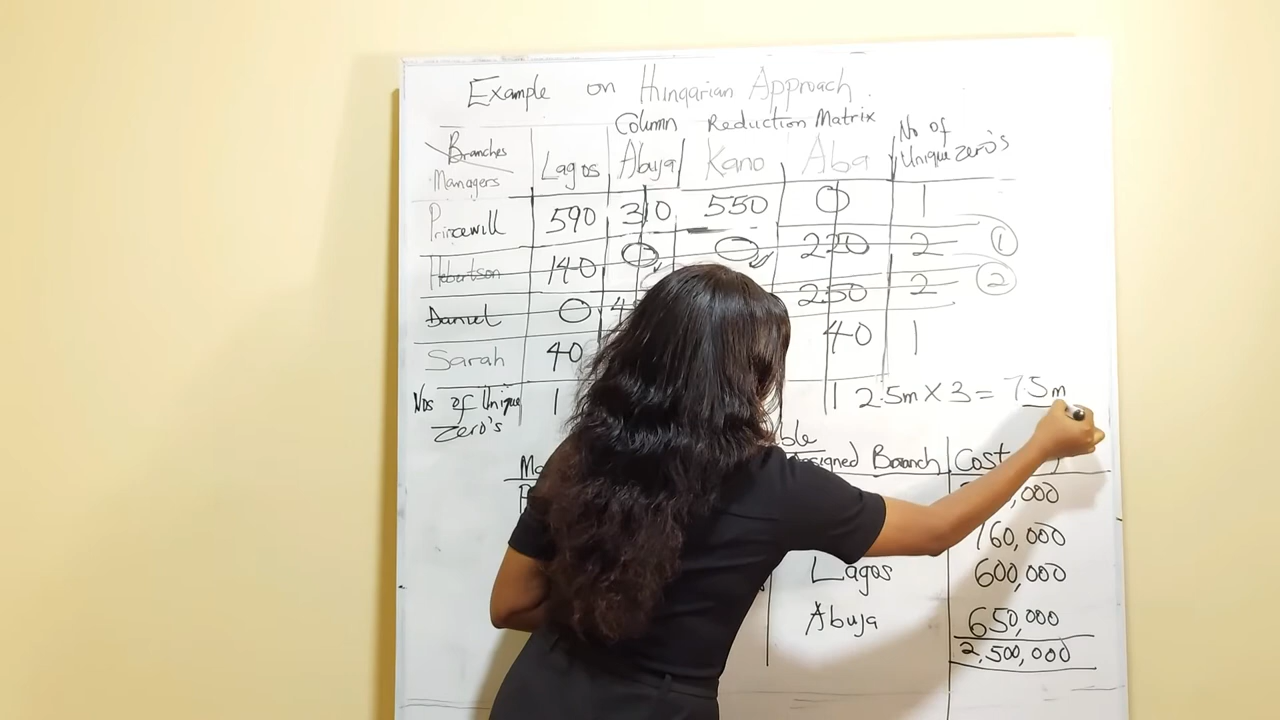 Example on Hungarian Approach.
Column Reduction Matrix
Branches
Managers
Lagos Abuja Kano Aba No of Unique zero's
Princewill 590 310 550 0 1
Hebertson 140 0 0 220 2 1
Daniel 0 250 2 2
Sarah 40 40 1
Nos of Unique Zero's 1 1
2.5m X 3 = 7.5m
Branch Cost
,000
760,000
Lagos 600,000
Abuja 650,000
2,500,000